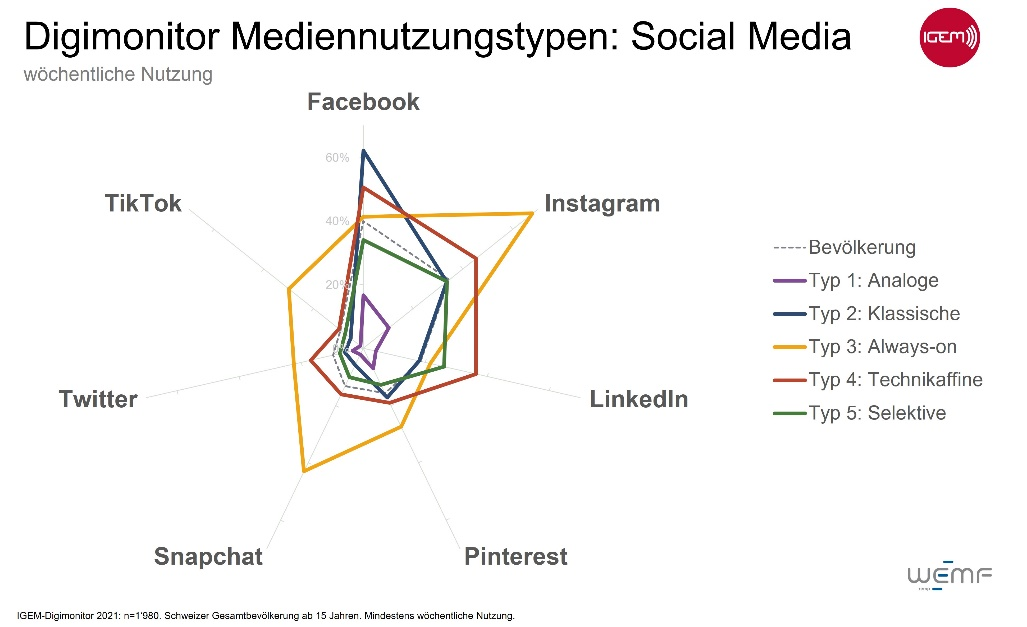 Digimonitor Mediennutzungstypen: Social Media
IGEM
wöchentliche Nutzung
Facebook
60%
TikTok
Instagram
40%
20%
Bevölkerung
Typ 1: Analoge
Typ 2: Klassische
Typ 3: Always-on
Typ 4: Technikaffine
Typ 5: Selektive
Twitter
LinkedIn
Snapchat
Pinterest
WEMF
IGEM-Digimonitor 2021: n=1'980. Schweizer Gesamtbevölkerung ab 15 Jahren. Mindestens wöchentliche Nutzung.